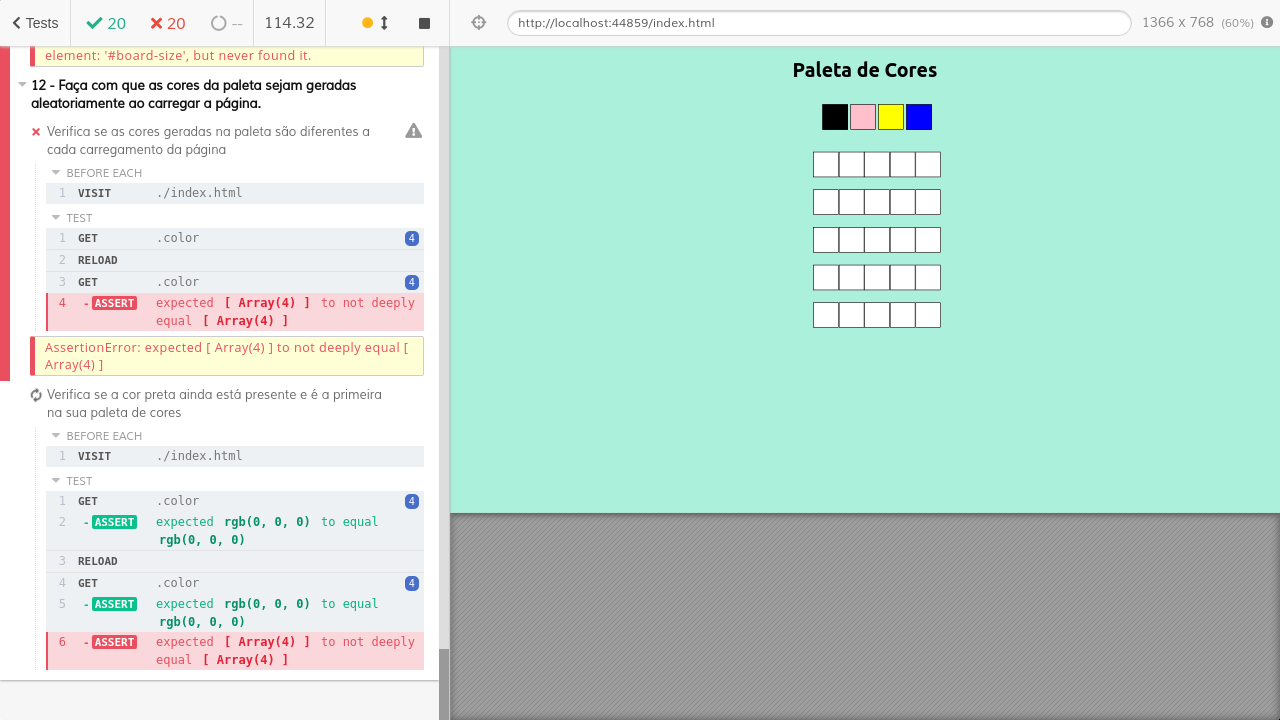 Tests 20 20 -- 114.32
http://localhost:44859/index.html 1366 x 768 (60%)
element: '#board-size', but never found it.
12 - Faça com que as cores da paleta sejam geradas
aleatoriamente ao carregar a página.
Verifica se as cores geradas na paleta são diferentes a
cada carregamento da página
BEFORE EACH
1 VISIT ./index.html
TEST
1 GET .color 4
2 RELOAD
3 GET .color 4
4 -ASSERT expected [ Array(4) ] to not deeply
equal [ Array(4) ]
AssertionError: expected [ Array(4) ] to not deeply equal [
Array(4) ]
Verifica se a cor preta ainda está presente e é a primeira
na sua paleta de cores
BEFORE EACH
1 VISIT ./index.html
TEST
1 GET .color 4
2 -ASSERT expected rgb(0, 0, 0) to equal
rgb(0, 0, 0)
3 RELOAD
4 GET .color 4
5 -ASSERT expected rgb(0, 0, 0) to equal
rgb(0, 0, 0)
6 -ASSERT expected [ Array(4) ] to not deeply
equal [ Array(4) ]
Paleta de Cores